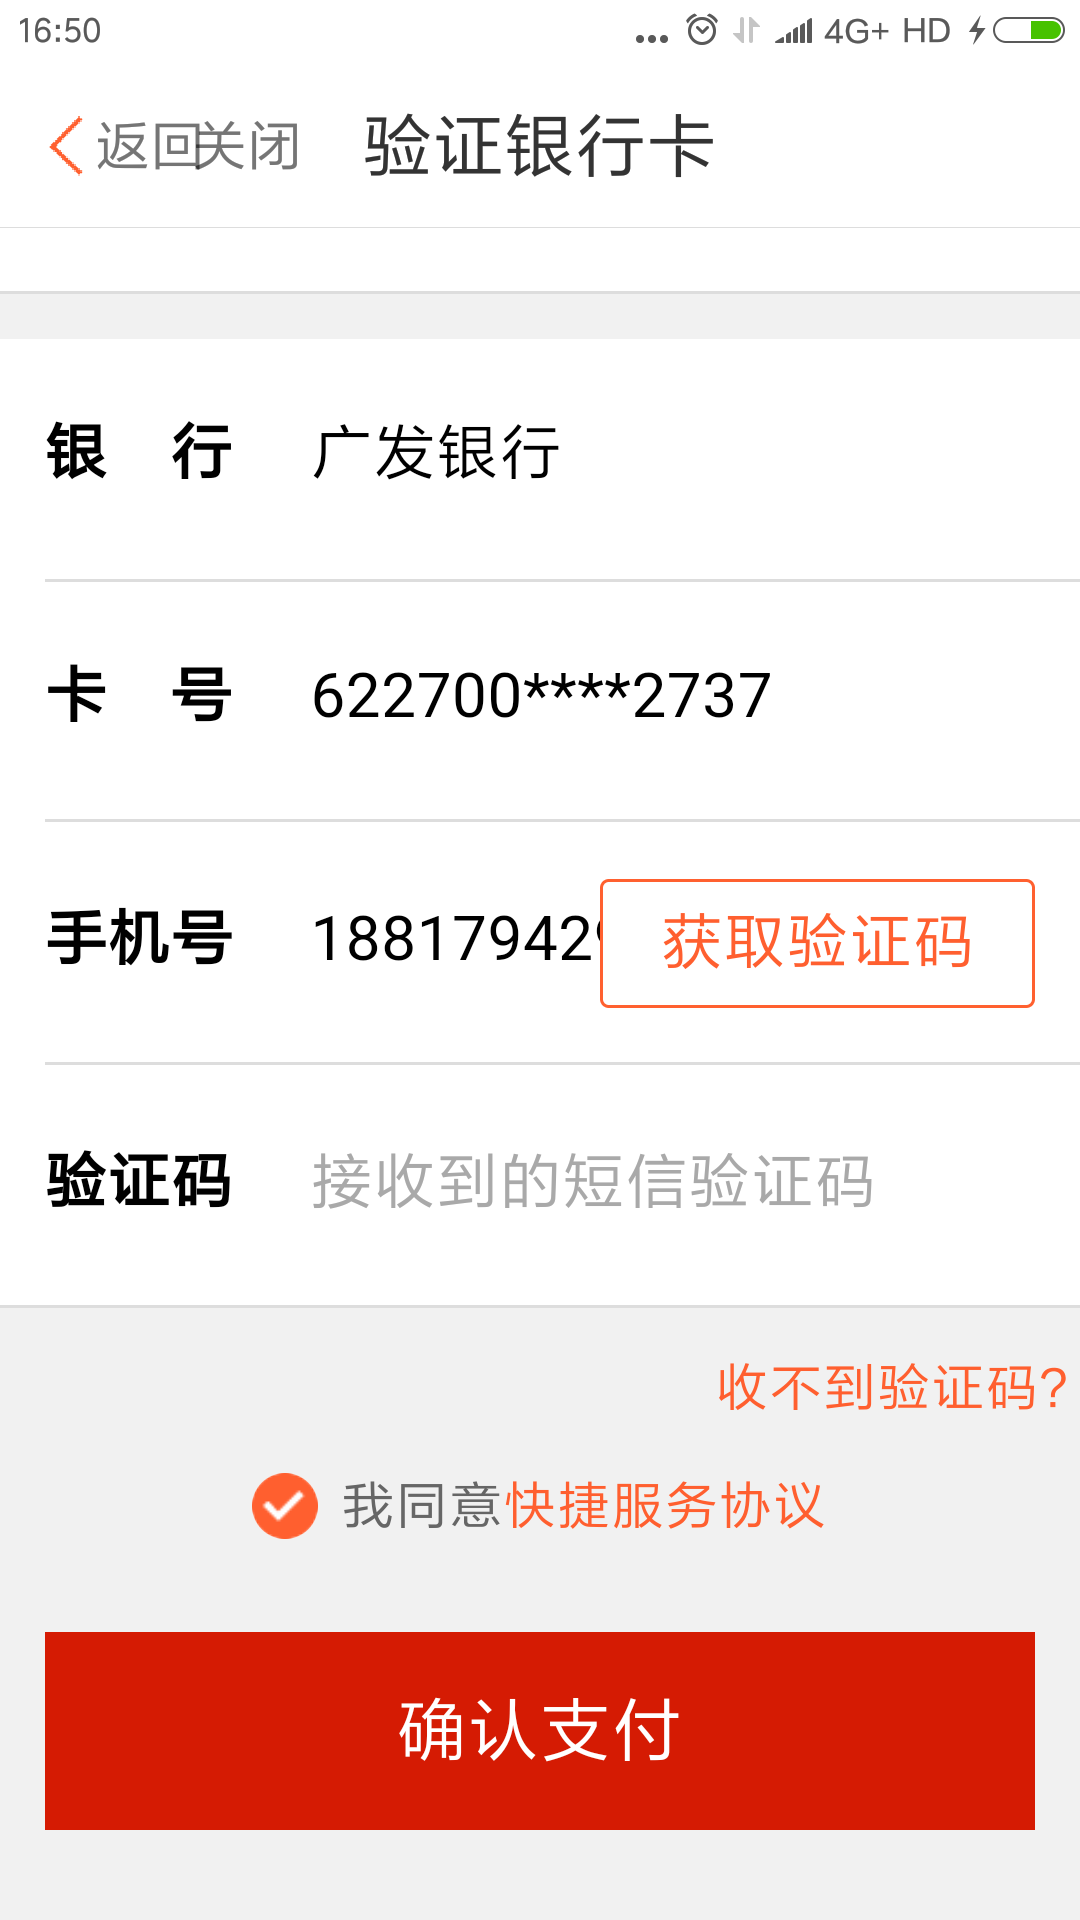 16:50 ... 4G+ HD
返回关闭 验证银行卡
银 行 广发银行
卡 号 622700****2737
手机号 188179429 获取验证码
验证码 接收到的短信验证码
收不到验证码?
我同意快捷服务协议
确认支付